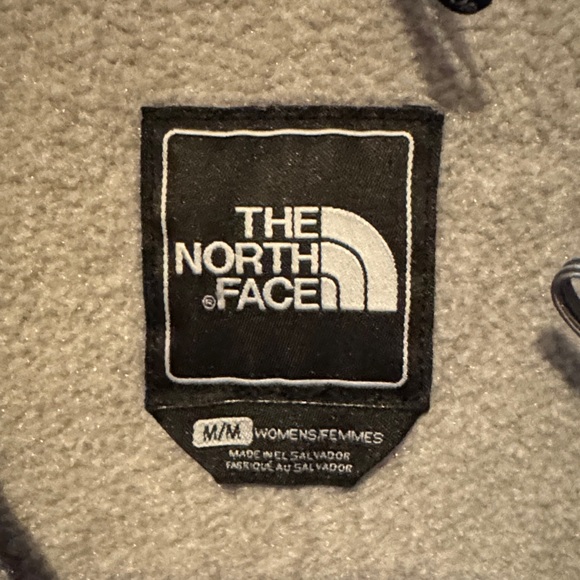 THE
NORTH
®FACE
M/M WOMENS/FEMMES
MADE IN EL SALVADOR
FABRIQUÉ AU SALVADOR